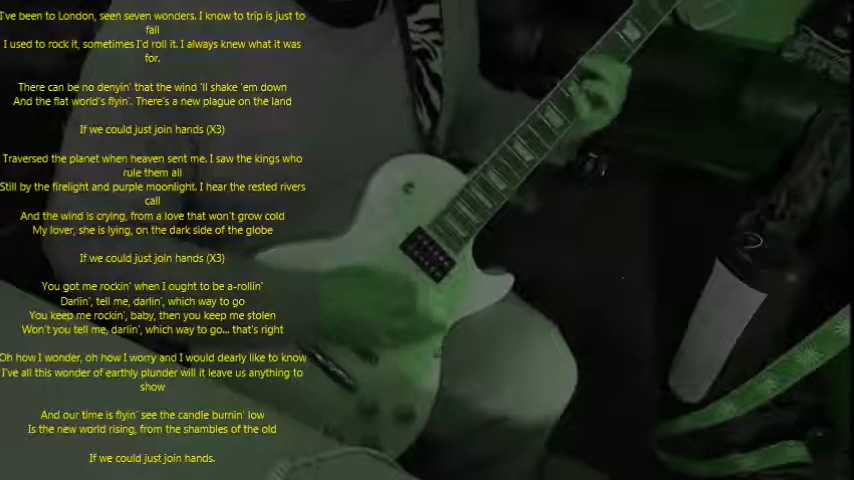 I've been to London, seen seven wonders. I know to trip is just to
fall
I used to rock it, sometimes I'd roll it. I always knew what it was
for.
There can be no denyin' that the wind 'll shake 'em down
And the flat world's flyin'. There's a new plague on the land
If we could just join hands (X3)
Traversed the planet when heaven sent me. I saw the kings who
rule them all
Still by the firelight and purple moonlight. I hear the rested rivers
call
And the wind is crying, from a love that won't grow cold
My lover, she is lying, on the dark side of the globe
If we could just join hands (X3)
You got me rockin' when I ought to be a-rollin'
Darlin', tell me, darlin', which way to go
You keep me rockin', baby, then you keep me stolen
Won't you tell me, darlin', which way to go... that's right
Oh how I wonder, oh how I worry and I would dearly like to know
I've all this wonder of earthly plunder will it leave us anything to
show
And our time is flyin' see the candle burnin' low
Is the new world rising, from the shambles of the old
If we could just join hands.